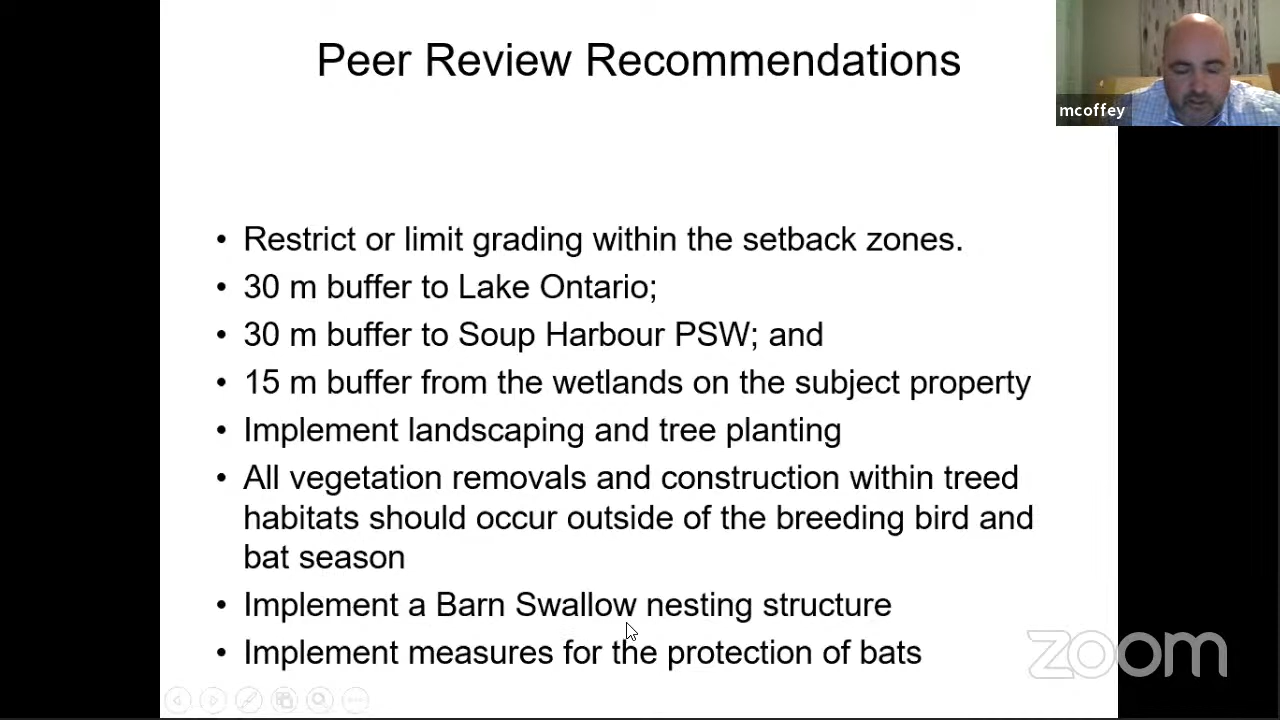 Peer Review Recommendations
mcoffey
• Restrict or limit grading within the setback zones.
• 30 m buffer to Lake Ontario;
• 30 m buffer to Soup Harbour PSW; and
• 15 m buffer from the wetlands on the subject property
• Implement landscaping and tree planting
• All vegetation removals and construction within treed
habitats should occur outside of the breeding bird and
bat season
• Implement a Barn Swallow nesting structure
• Implement measures for the protection of bats
zoom